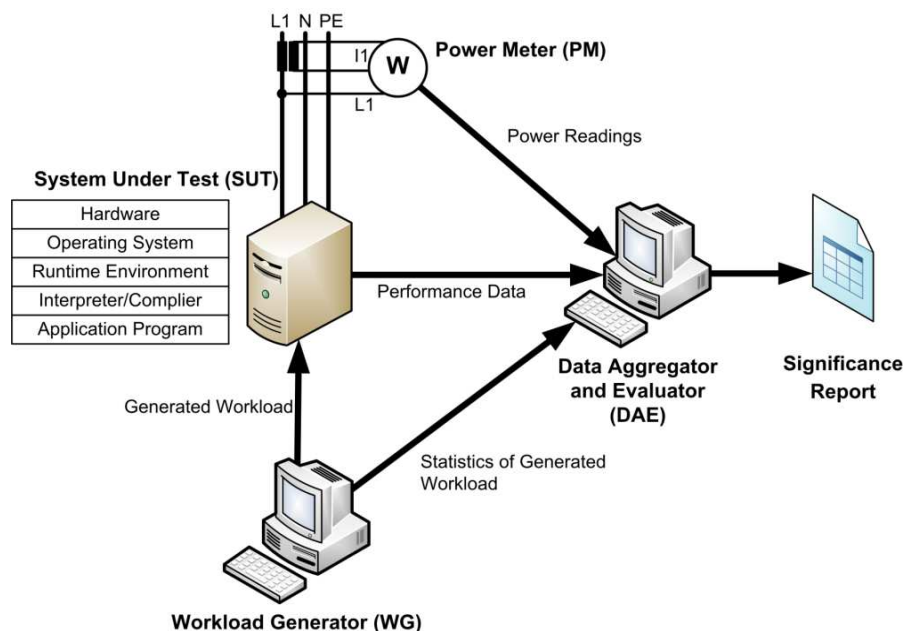 L1 N PE
I1
W
Power Meter (PM)
L1
Power Readings
System Under Test (SUT)
Hardware
Operating System
Runtime Environment
Interpreter/Complier
Application Program
Performance Data
Data Aggregator
and Evaluator
(DAE)
Significance
Report
Generated Workload
Statistics of Generated
Workload
Workload Generator (WG)